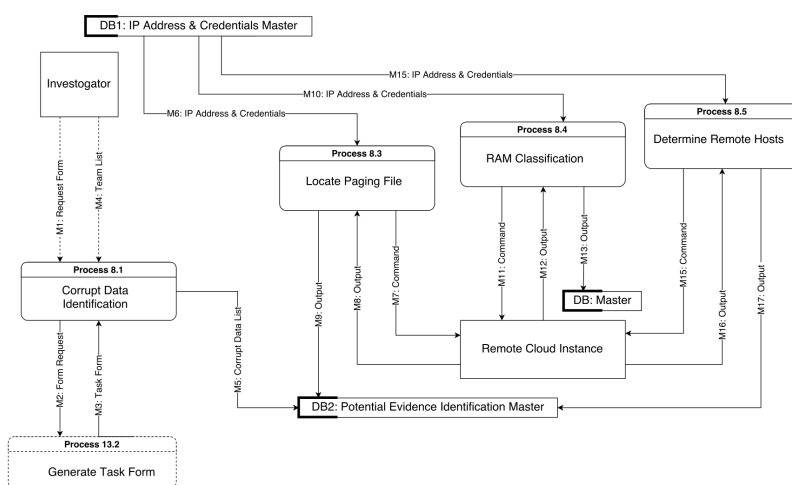 DB1: IP Address & Credentials Master
Investogator
M15: IP Address & Credentials
M10: IP Address & Credentials
M6: IP Address & Credentials
Process 8.5
Determine Remote Hosts
Process 8.4
RAM Classification
Process 8.3
Locate Paging File
M1: Request Form
M4: Team List
Process 8.1
Corrupt Data
Identification
M9: Output
M8: Output
M7: Command
M11: Command
M12: Output
M13: Output
M15: Command
M16: Output
M17: Output
DB: Master
Remote Cloud Instance
M5: Corrupt Data List
M2: Form Request
M3: Task Form
DB2: Potential Evidence Identification Master
Process 13.2
Generate Task Form